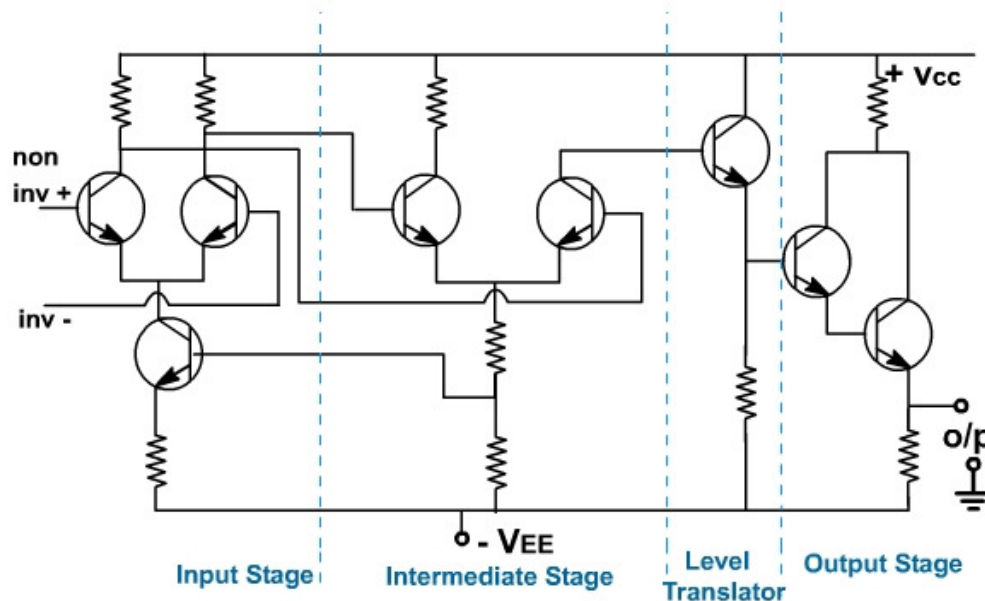 + Vcc
non
inv +
inv -
o/p
- VEE
Input Stage
Intermediate Stage
Level
Translator
Output Stage